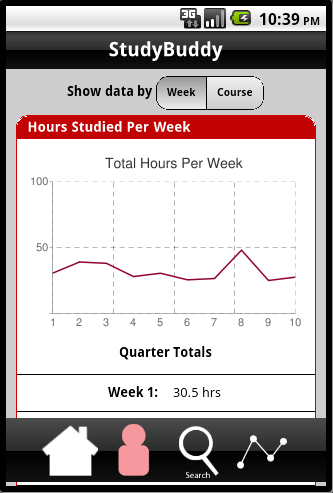 3G 10:39 PM
StudyBuddy
Show data by Week Course
Hours Studied Per Week
Total Hours Per Week
100
50
1 2 3 4 5 6 7 8 9 10
Quarter Totals
Week 1: 30.5 hrs
Search